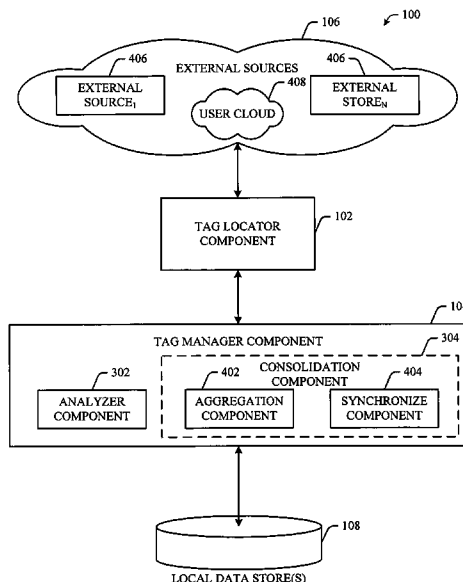 100
106
406
EXTERNAL SOURCES
406
408
EXTERNAL
SOURCE1
EXTERNAL
STOREN
USER CLOUD
TAG LOCATOR
COMPONENT
102
TAG MANAGER COMPONENT
304
302
CONSOLIDATION
COMPONENT
402
404
ANALYZER
COMPONENT
AGGREGATION
COMPONENT
SYNCHRONIZE
COMPONENT
108
LOCAL DATA STORE(S)